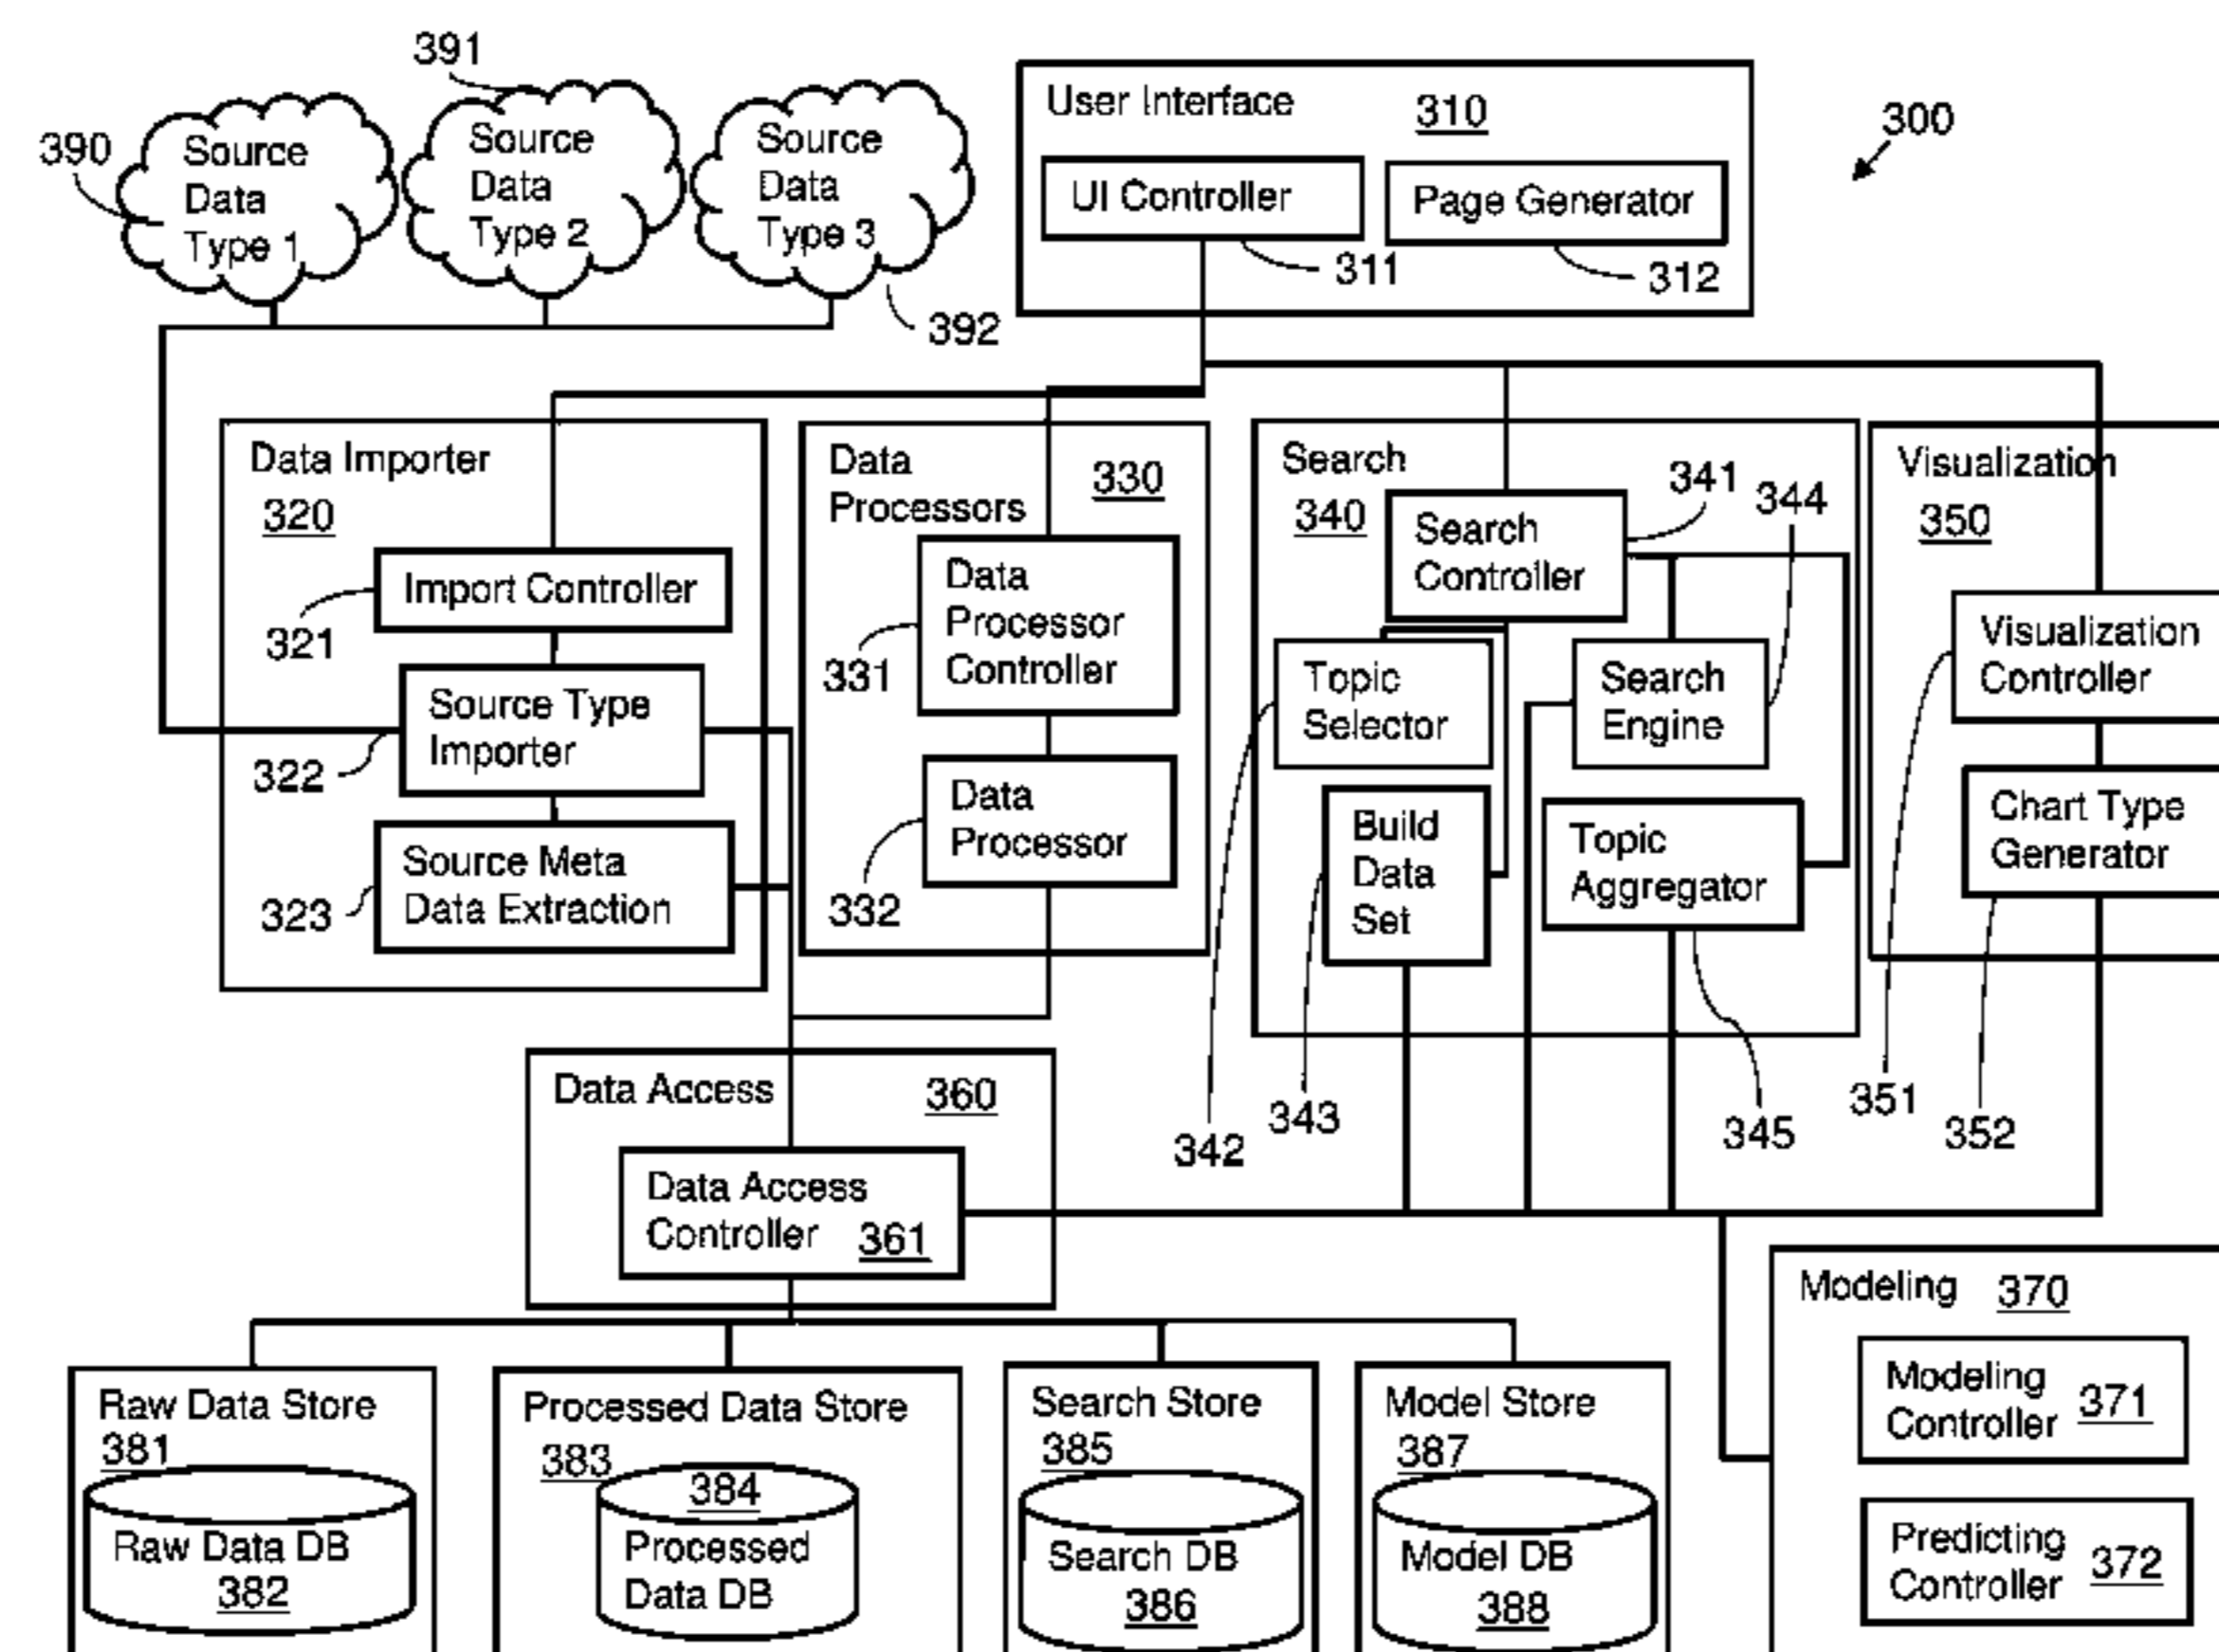 391
390
Source
Data
Type 1
Source
Data
Type 2
Source
Data
Type 3
392
User Interface 310
UI Controller
311
Page Generator
312
300
Data Importer
320
Import Controller
321
Source Type
Importer
322
Source Meta
Data Extraction
323
Data
Processors
330
Data
Processor
Controller
331
Data
Processor
332
Search
340
341
344
Search
Controller
Topic
Selector
Search
Engine
Build
Data
Set
Topic
Aggregator
342
343
345
Visualization
350
Visualization
Controller
Chart Type
Generator
351
352
Data Access 360
Data Access
Controller 361
Modeling 370
Modeling
Controller 371
Predicting
Controller 372
Raw Data Store
381
Raw Data DB
382
Processed Data Store
383
384
Processed
Data DB
Search Store
385
Search DB
386
Model Store
387
Model DB
388